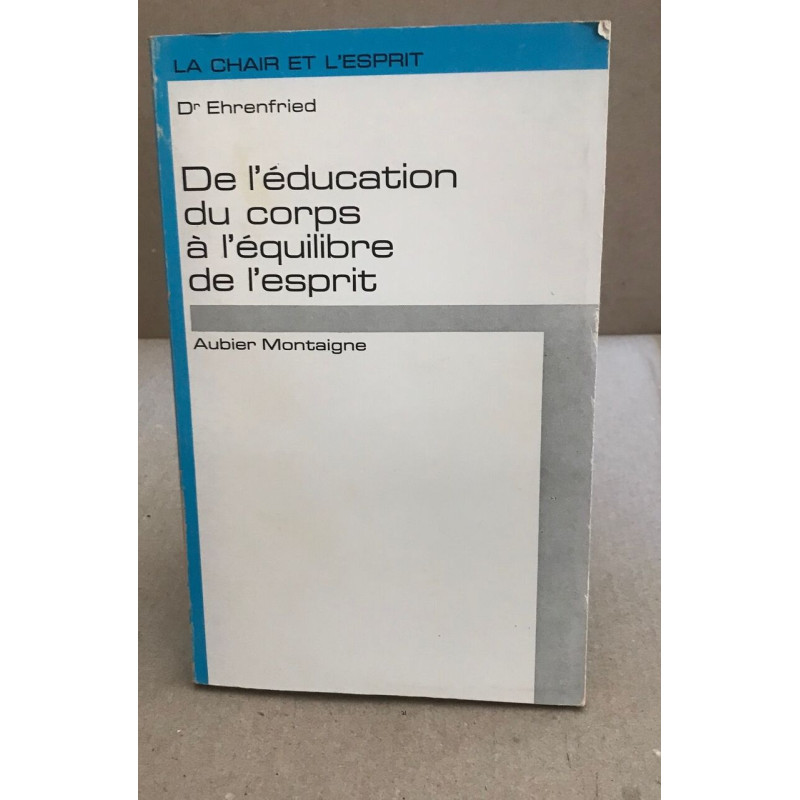 LA CHAIR ET L'ESPRIT
Dr Ehrenfried
De l'éducation
du corps
à l'équilibre
de l'esprit
Aubier Montaigne